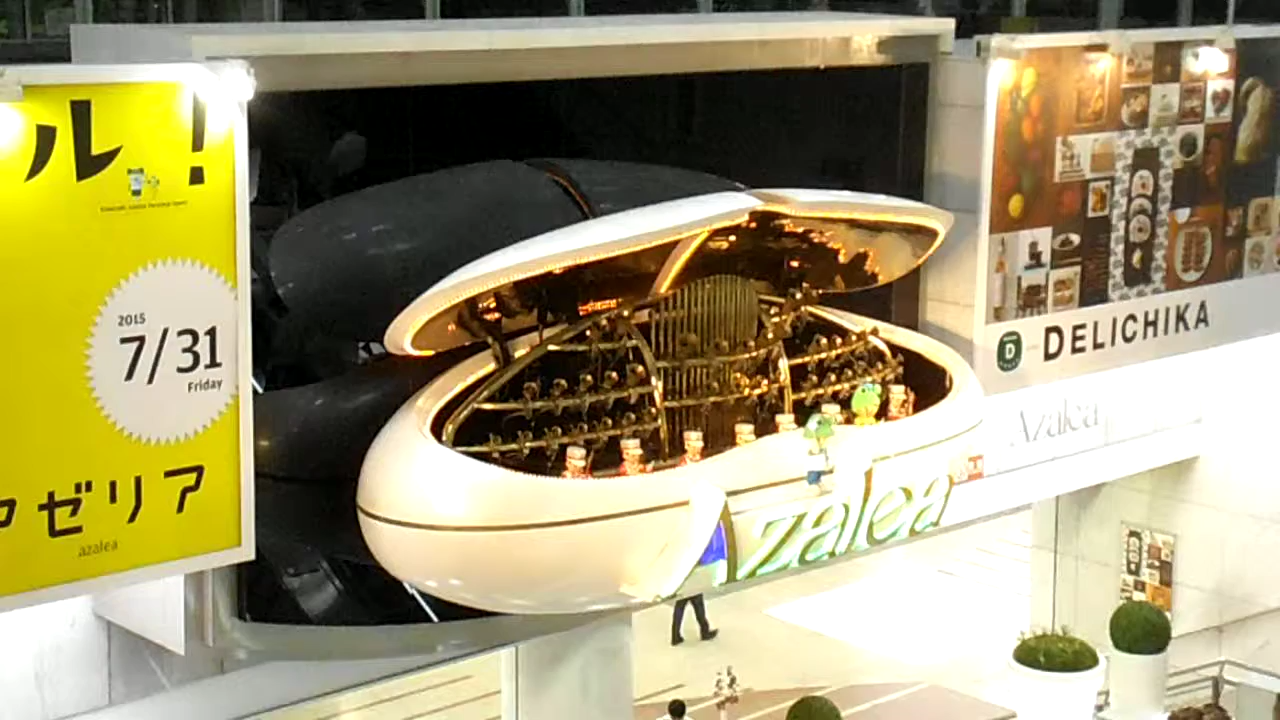 ル!
2015
7/31
Friday
アゼリア
azalea
Azalea
D
DELICHIKA
Azalea